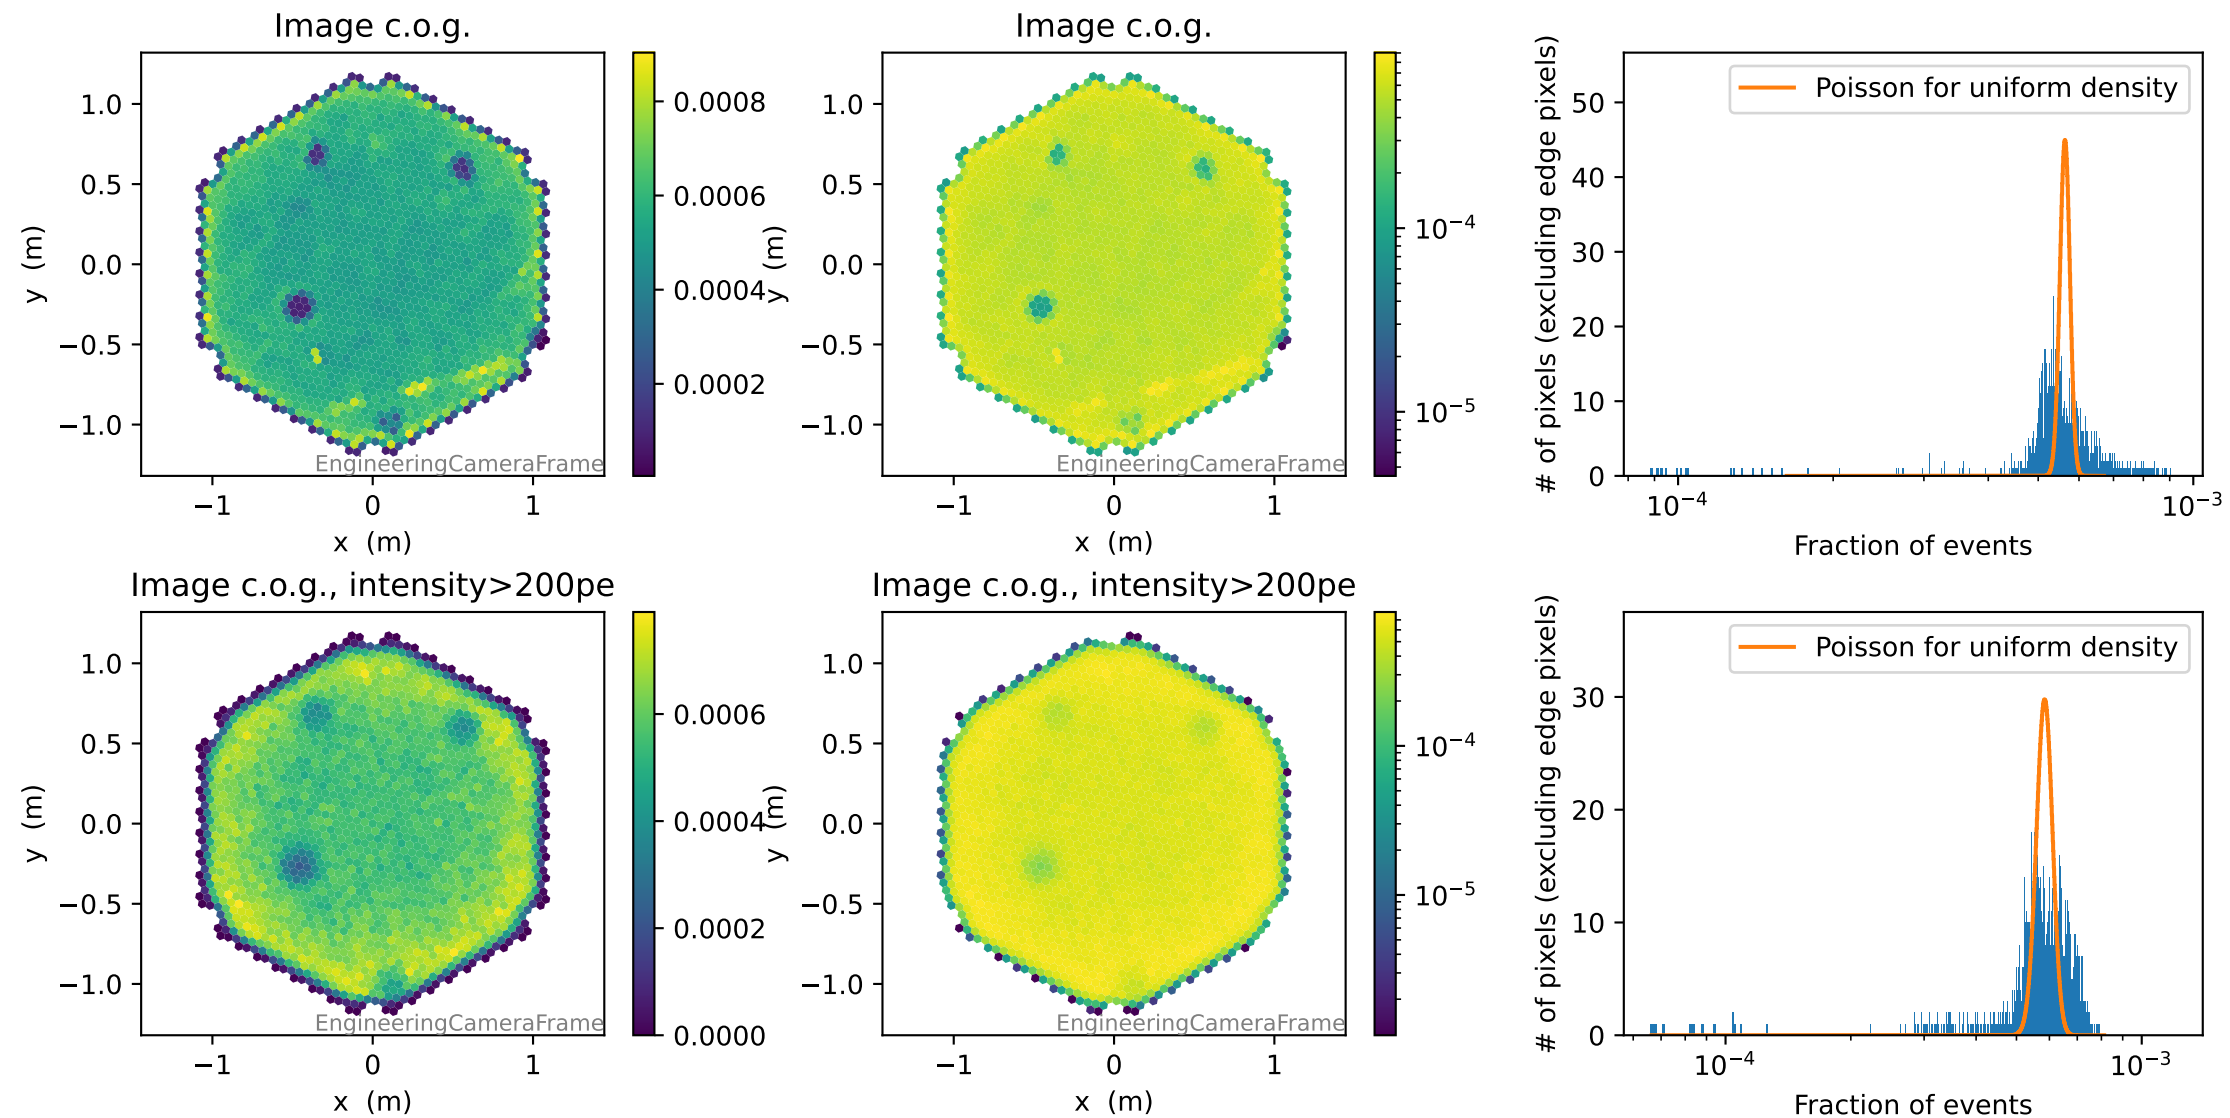 Image c.o.g.
y (m)
1.0
0.5
0.0
−0.5
−1.0
EngineeringCameraFrame
−1 0 1
x (m)
0.0008
0.0006
0.0004
0.0002
Image c.o.g.
y (m)
1.0
0.5
0.0
−0.5
−1.0
EngineeringCameraFrame
−1 0 1
x (m)
10−4
10−5
# of pixels (excluding edge pixels)
50
40
30
20
10
0
Poisson for uniform density
10−4 10−3
Fraction of events
Image c.o.g., intensity>200pe
y (m)
1.0
0.5
0.0
−0.5
−1.0
EngineeringCameraFrame
−1 0 1
x (m)
0.0006
0.0004
0.0002
0.0000
Image c.o.g., intensity>200pe
y (m)
1.0
0.5
0.0
−0.5
−1.0
EngineeringCameraFrame
−1 0 1
x (m)
10−4
10−5
# of pixels (excluding edge pixels)
30
20
10
0
Poisson for uniform density
10−4 10−3
Fraction of events